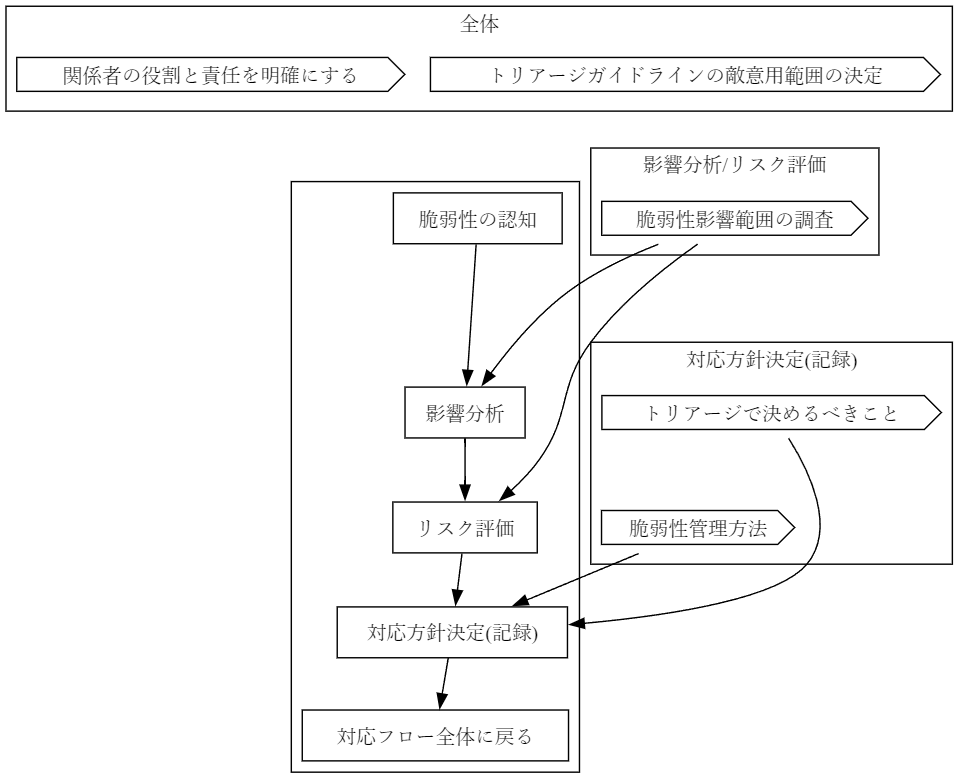 全体
関係者の役割と責任を明確にする
トリアージガイドラインの敵意用範囲の決定
影響分析/リスク評価
脆弱性影響範囲の調査
脆弱性の認知
対応方針決定(記録)
トリアージで決めるべきこと
影響分析
リスク評価
脆弱性管理方法
対応方針決定(記録)
対応フロー全体に戻る